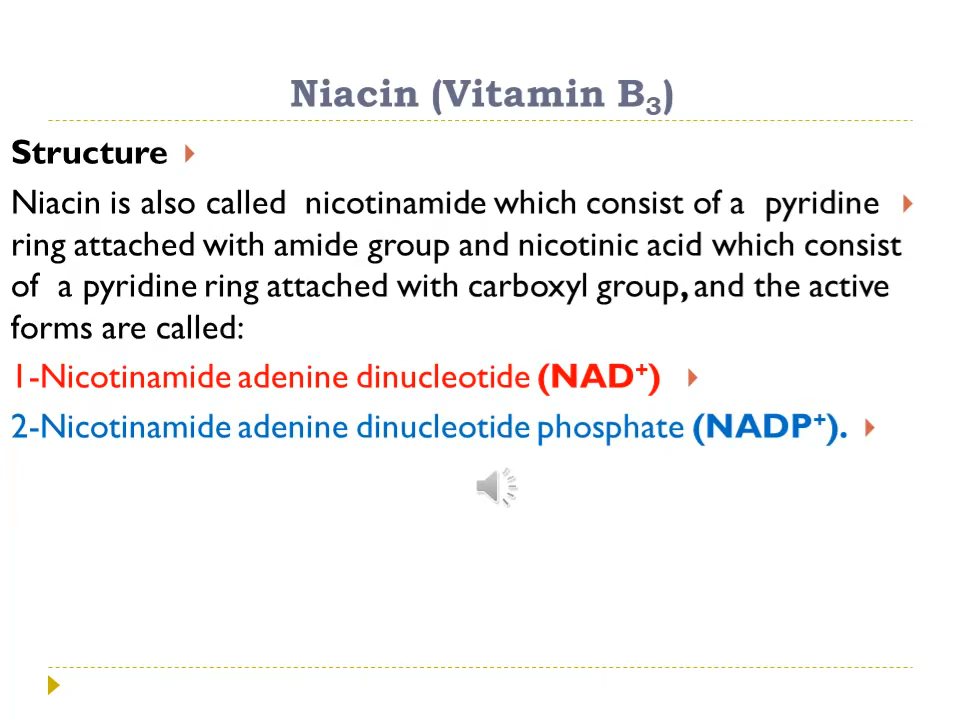 Niacin (Vitamin B₃)
Structure
Niacin is also called nicotinamide which consist of a pyridine
ring attached with amide group and nicotinic acid which consist
of a pyridine ring attached with carboxyl group, and the active
forms are called:
1-Nicotinamide adenine dinucleotide (NAD⁺)
2-Nicotinamide adenine dinucleotide phosphate (NADP⁺).